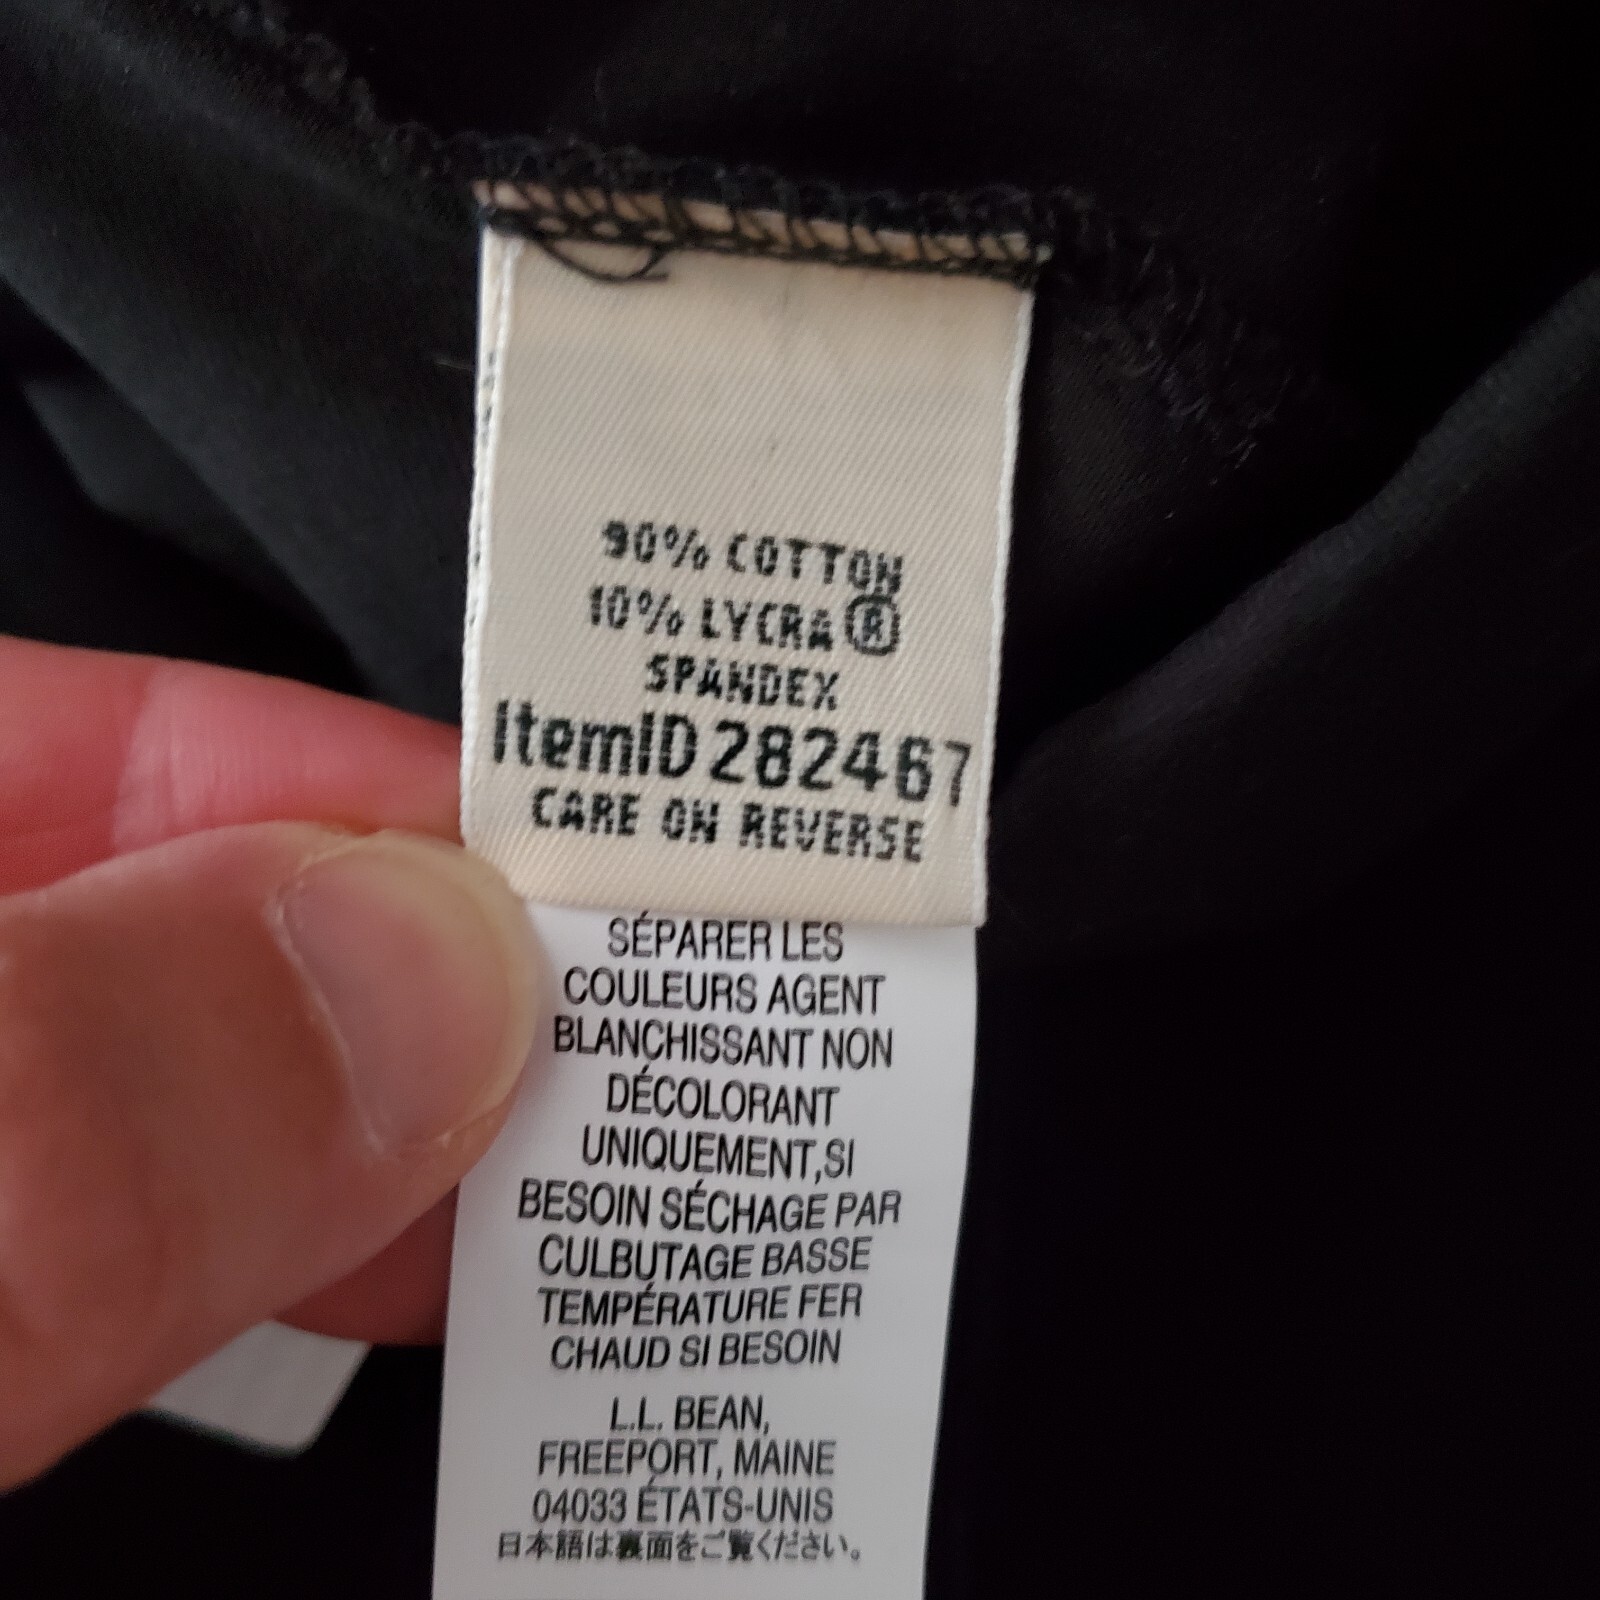 90% COTTON
10% LYCRA®
SPANDEX
ItemID 282467
CARE ON REVERSE
SÉPARER LES
COULEURS AGENT
BLANCHISSANT NON
DÉCOLORANT
UNIQUEMENT,SI
BESOIN SÉCHAGE PAR
CULBUTAGE BASSE
TEMPÉRATURE FER
CHAUD SI BESOIN
L.L. BEAN,
FREEPORT, MAINE
04033 ÉTATS-UNIS
日本語は裏面をご覧ください。